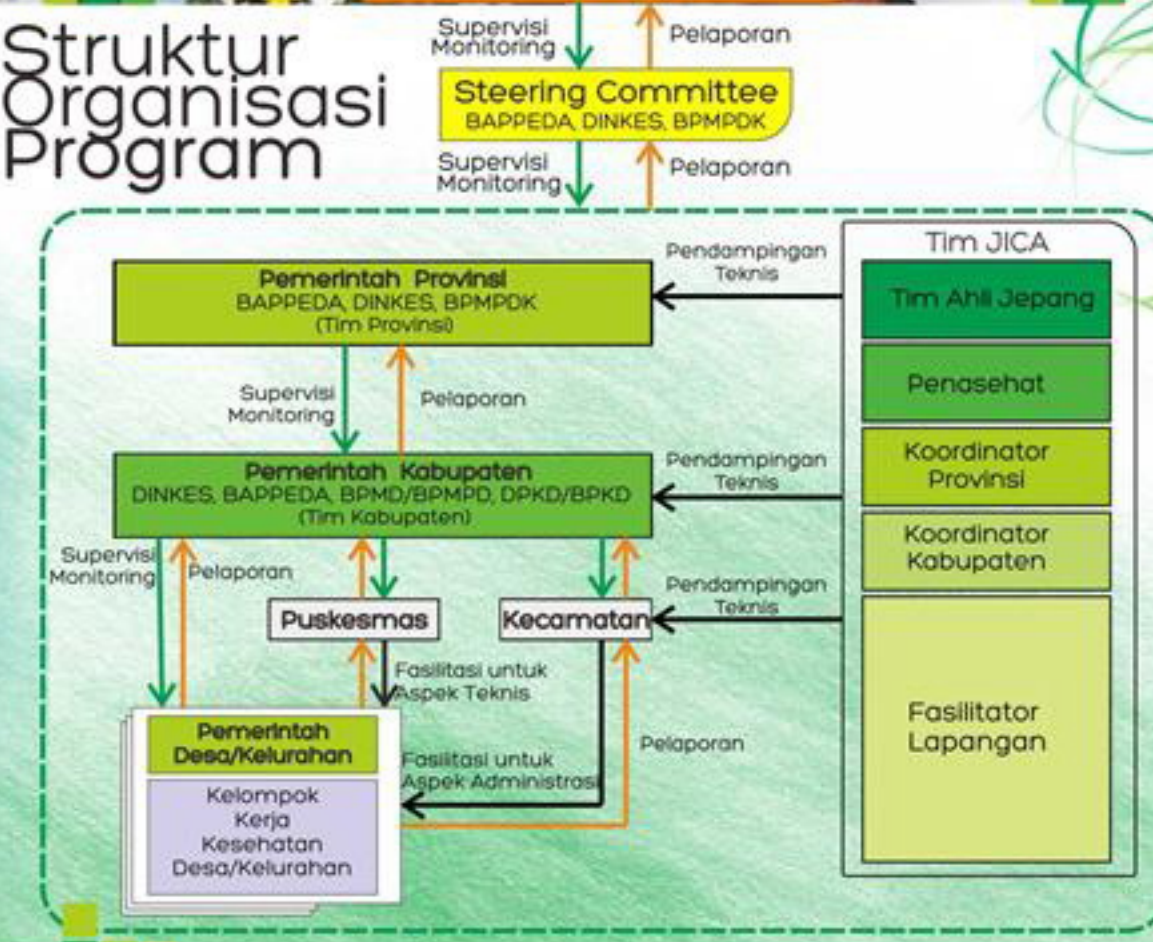 Struktur
Organisasi
Program
Supervisi
Monitoring
Pelaporan
Steering Committee
BAPPEDA, DINKES, BPMPDK
Supervisi
Monitoring
Pelaporan
Pemerintah Provinsi
BAPPEDA, DINKES, BPMPDK
(Tim Provinsi)
Pendampingan
Teknis
Tim JICA
Tim Ahli Jepang
Penasehat
Koordinator
Provinsi
Koordinator
Kabupaten
Fasilitator
Lapangan
Supervisi
Monitoring
Pelaporan
Pemerintah Kabupaten
DINKES, BAPPEDA, BPMD/BPMPD, DPKD/BPKD
(Tim Kabupaten)
Pendampingan
Teknis
Supervisi
Monitoring
Pelaporan
Puskesmas
Kecamatan
Pendampingan
Teknis
Fasilitasi untuk
Aspek Teknis
Pemerintah
Desa/Kelurahan
Kelompok
Kerja
Kesehatan
Desa/Kelurahan
Fasilitasi untuk
Aspek Administrasi
Pelaporan